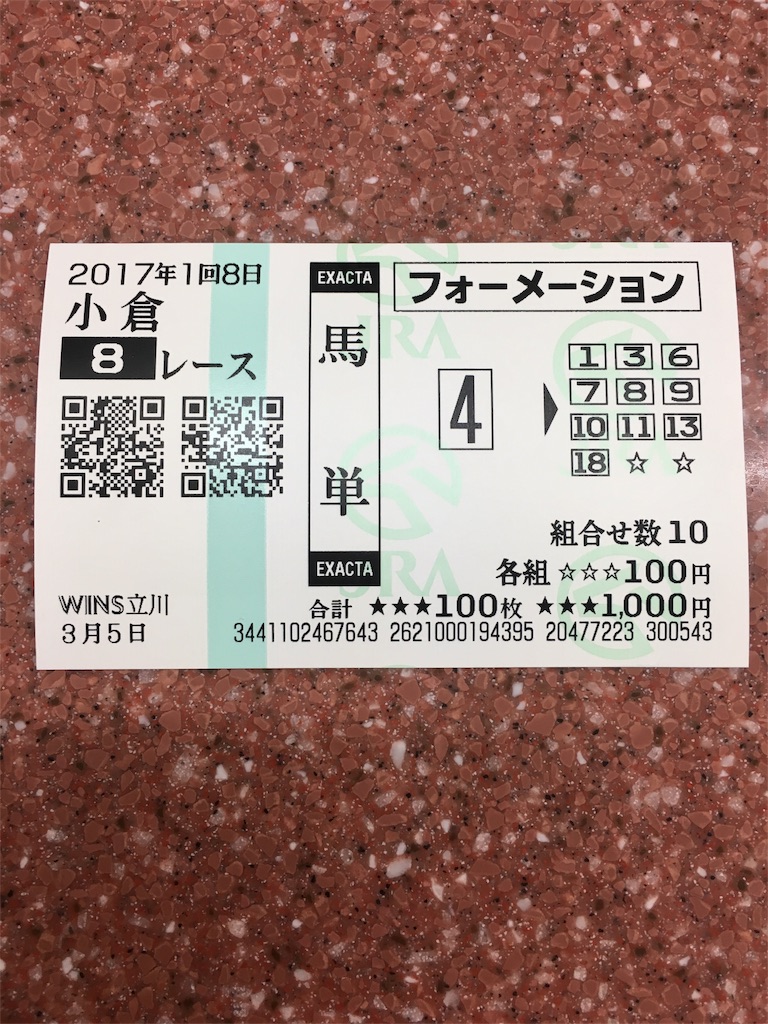 2017年1回8日
小倉
8レース
WINS立川
3月5日
EXACTA
馬単
EXACTA
フォーメーション
4
1 3 6
7 8 9
10 11 13
18 ☆ ☆
組合せ数10
各組 ☆☆☆100円
合計 ★★★100枚 ★★★1,000円
3441102467643 2621000194395 20477223 300543
JRA
JRA